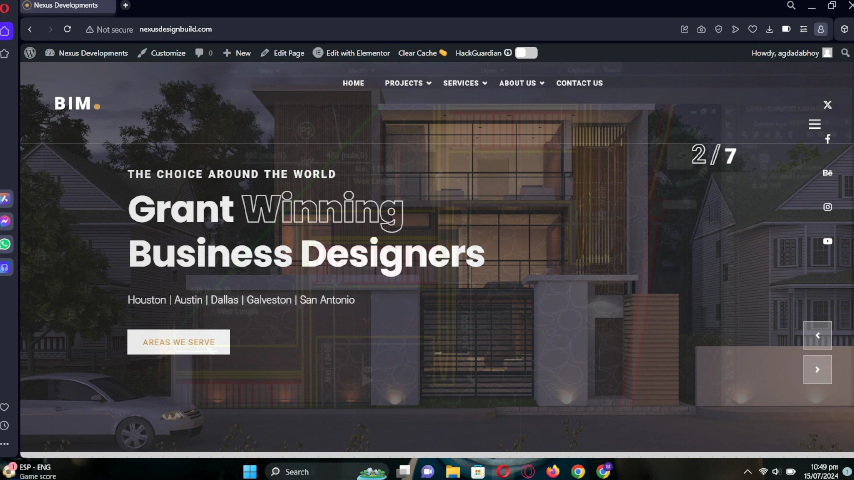 Nexus Developments
Not secure nexusdesignbuild.com
Nexus Developments Customize 0 New Edit Page Edit with Elementor Clear Cache HackGuardian Howdy, agdadabhoy
HOME PROJECTS SERVICES ABOUT US CONTACT US
BIM.
2/7
THE CHOICE AROUND THE WORLD
Grant Winning
Business Designers
Houston | Austin | Dallas | Galveston | San Antonio
AREAS WE SERVE
ESP - ENG
Game score
Search
10:49 pm
15/07/2024